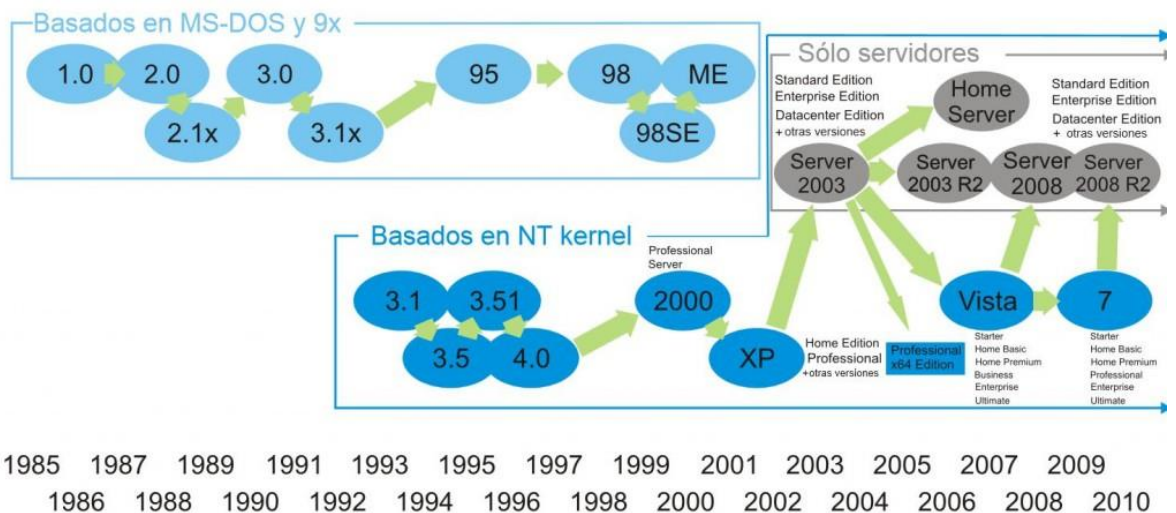 Basados en MS-DOS y 9x
1.0
2.0
3.0
95
98
ME
2.1x
3.1x
98SE
Sólo servidores
Standard Edition
Enterprise Edition
Datacenter Edition
+ otras versiones
Home
Server
Standard Edition
Enterprise Edition
Datacenter Edition
+ otras versiones
Server
2003
Server
2003 R2
Server
2008
Server
2008 R2
Basados en NT kernel
Professional
Server
3.1
3.51
2000
Vista
7
3.5
4.0
XP
Home Edition
Professional
+otras versiones
Professional
x64 Edition
Starter
Home Basic
Home Premium
Business
Enterprise
Ultimate
Starter
Home Basic
Home Premium
Professional
Enterprise
Ultimate
1985 1987 1989 1991 1993 1995 1997 1999 2001 2003 2005 2007 2009
1986 1988 1990 1992 1994 1996 1998 2000 2002 2004 2006 2008 2010